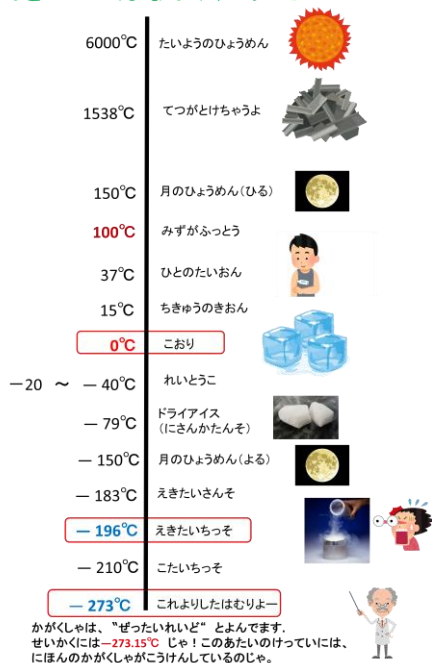 6000℃ たいようのひょうめん
1538℃ てつがとけちゃうよ
150℃ 月のひょうめん(ひる)
100℃ みずがふっとう
37℃ ひとのたいおん
15℃ ちきゅうのきおん
0℃ こおり
−20 ～ −40℃ れいとうこ
−79℃ ドライアイス
(にさんかたんそ)
−150℃ 月のひょうめん(よる)
−183℃ えきたいさんそ
−196℃ えきたいちっそ
−210℃ こたいちっそ
−273℃ これよりしたはむりょー
かがくしゃは、〝ぜったいれいど〟とよんでます.
せいかくには−273.15℃ じゃ！このあたいのけっていには、
にほんのかがくしゃがこうけんしているのじゃ。